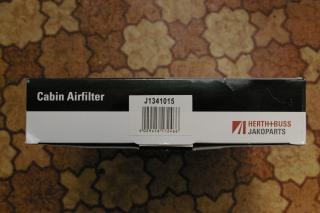 Cabin Airfilter
J1341015
HERTH+BUSS
JAKOPARTS